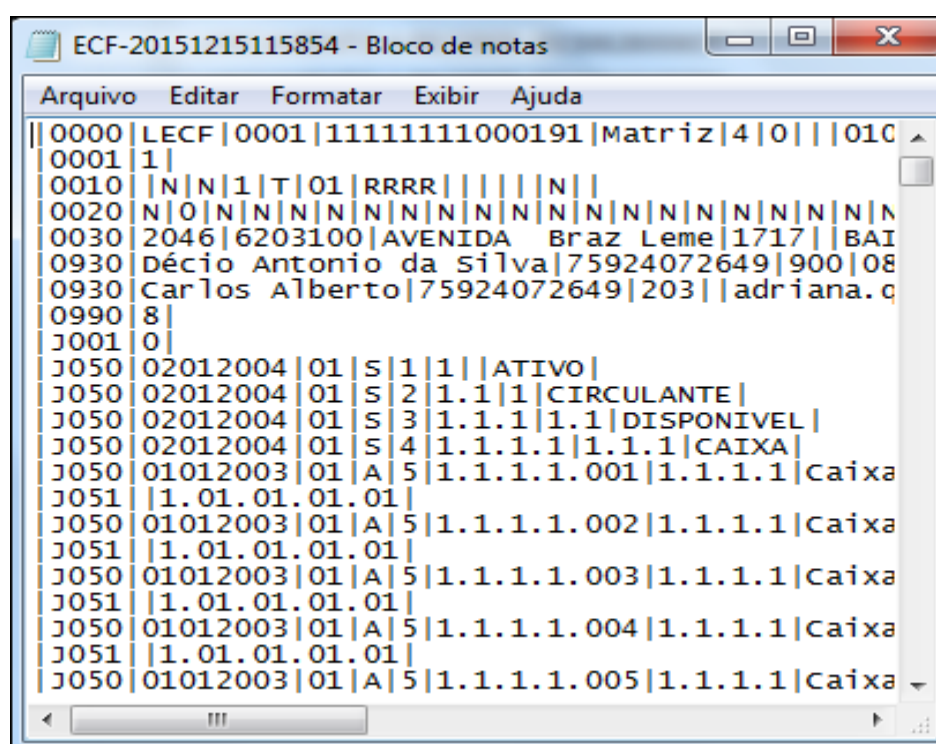 ECF-20151215115854 - Bloco de notas
Arquivo Editar Formatar Exibir Ajuda
|0000|LECF|0001|11111111000191|Matriz|4|0|||010
|0001|1|
|0010||N|N|1|T|01|RRRR||||||N||
|0020|N|0|N|N|N|N|N|N|N|N|N|N|N|N|N|N|N|N|N|N|N
|0030|2046|6203100|AVENIDA  Braz Leme|1717||BAI
|0930|Décio Antonio da Silva|75924072649|900|08
|0930|Carlos Alberto|75924072649|203||adriana.q
|0990|8|
|J001|0|
|J050|02012004|01|S|1|1||ATIVO|
|J050|02012004|01|S|2|1.1|1|CIRCULANTE|
|J050|02012004|01|S|3|1.1.1|1.1|DISPONIVEL|
|J050|02012004|01|S|4|1.1.1.1|1.1.1|CAIXA|
|J050|01012003|01|A|5|1.1.1.1.001|1.1.1.1|Caixa
|J051||1.01.01.01.01|
|J050|01012003|01|A|5|1.1.1.1.002|1.1.1.1|Caixa
|J051||1.01.01.01.01|
|J050|01012003|01|A|5|1.1.1.1.003|1.1.1.1|Caixa
|J051||1.01.01.01.01|
|J050|01012003|01|A|5|1.1.1.1.004|1.1.1.1|Caixa
|J051||1.01.01.01.01|
|J050|01012003|01|A|5|1.1.1.1.005|1.1.1.1|Caixa